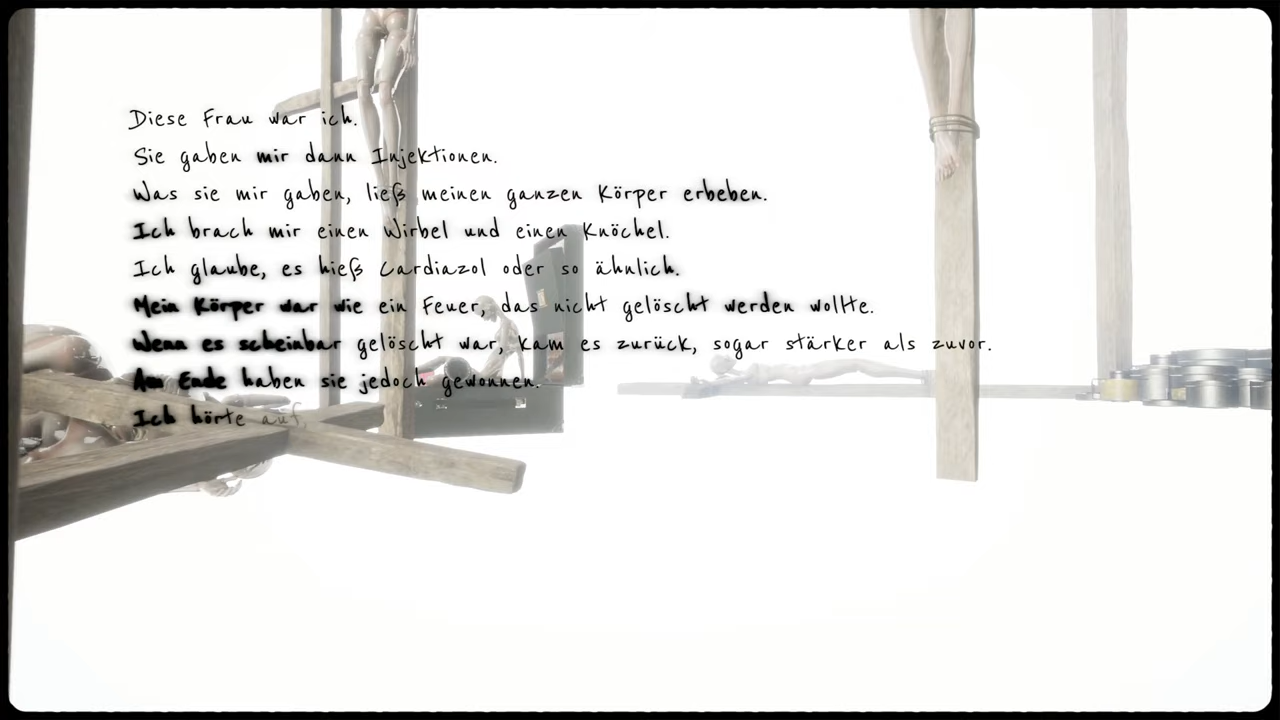 Diese Frau war ich.
Sie gaben mir dann Injektionen.
Was sie mir gaben, ließ meinen ganzen Körper erbeben.
Ich brach mir einen Wirbel und einen Knöchel.
Ich glaube, es hieß Cardiazol oder so ähnlich.
Mein Körper war wie ein Feuer, das nicht gelöscht werden wollte.
Wenn es scheinbar gelöscht war, kam es zurück, sogar stärker als zuvor.
Am Ende haben sie jedoch gewonnen.
Ich hörte auf,